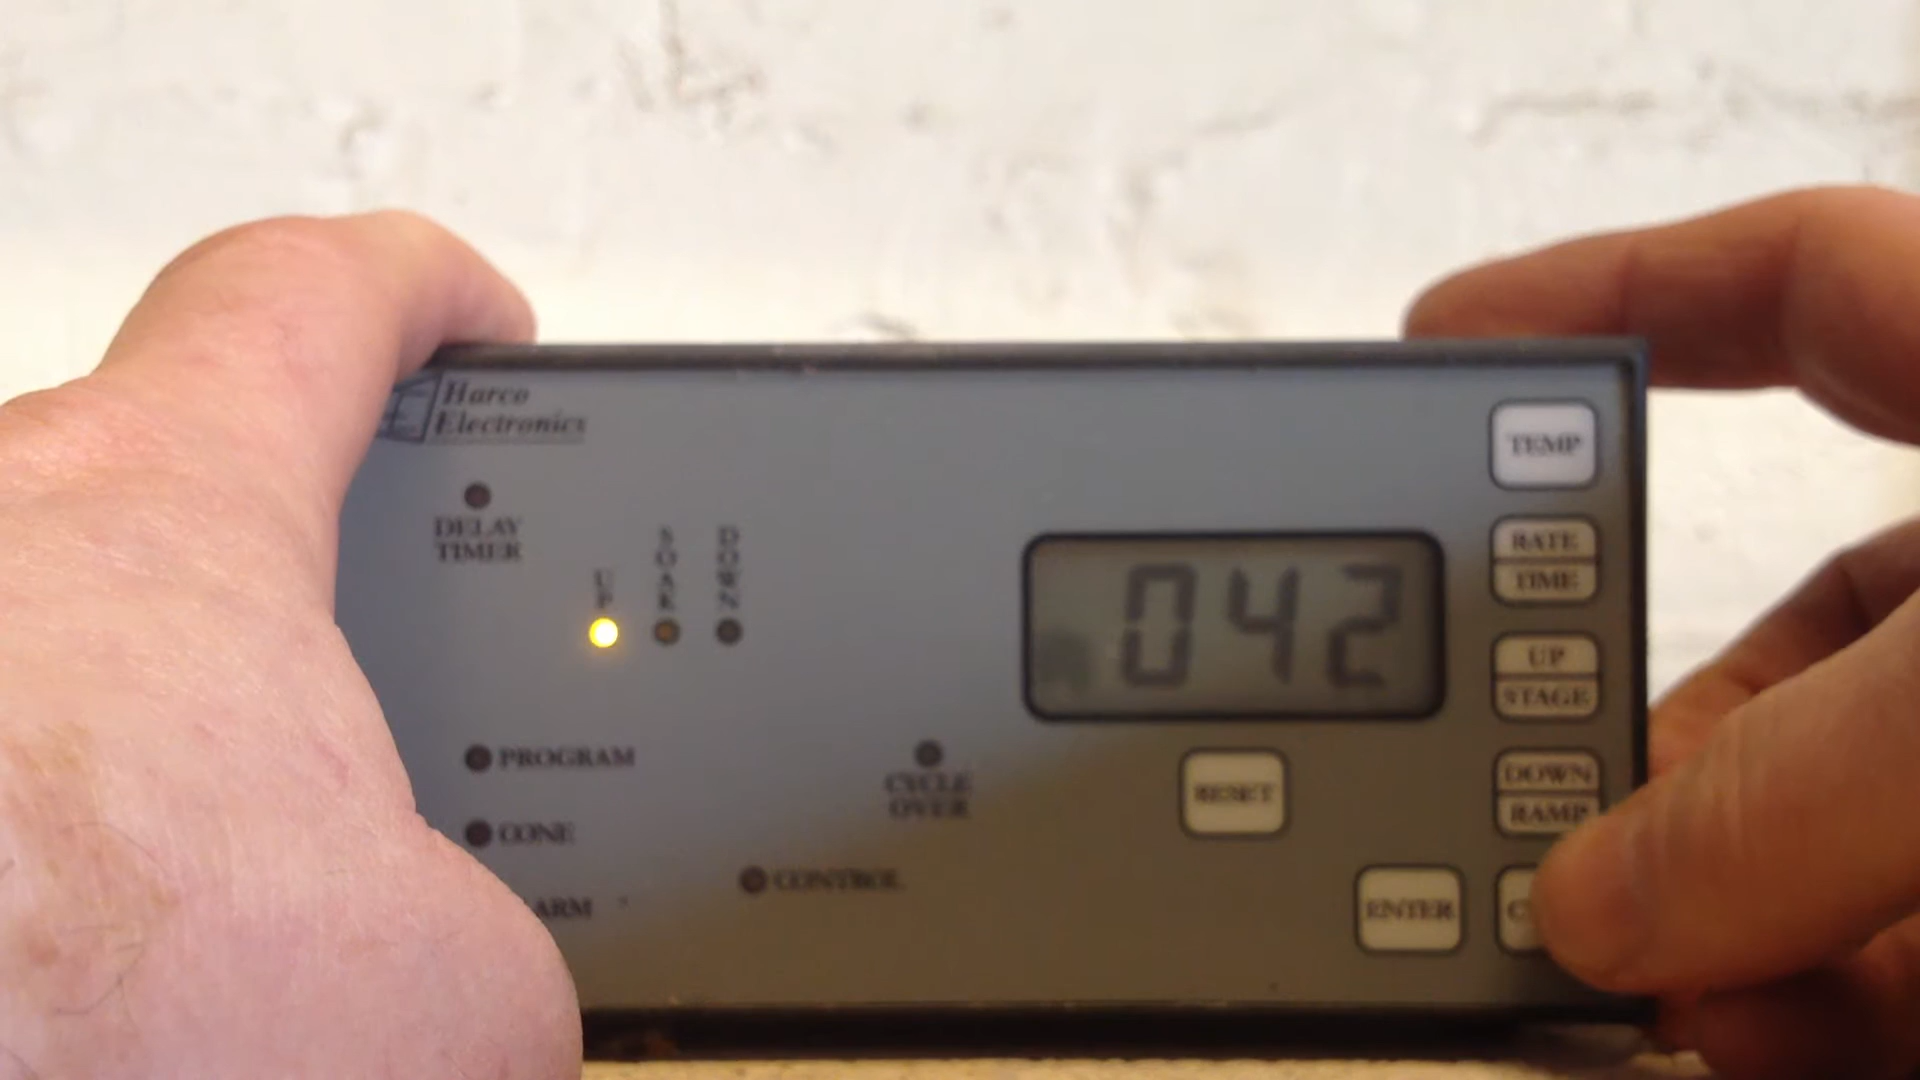 Harco
Electronics
TEMP
DELAY
TIMER
UP
SOAK
DOWN
RATE
TIME
042
UP
STAGE
PROGRAM
CYCLE
OVER
RESET
DOWN
RAMP
CONE
CONTROL
ARM
ENTER